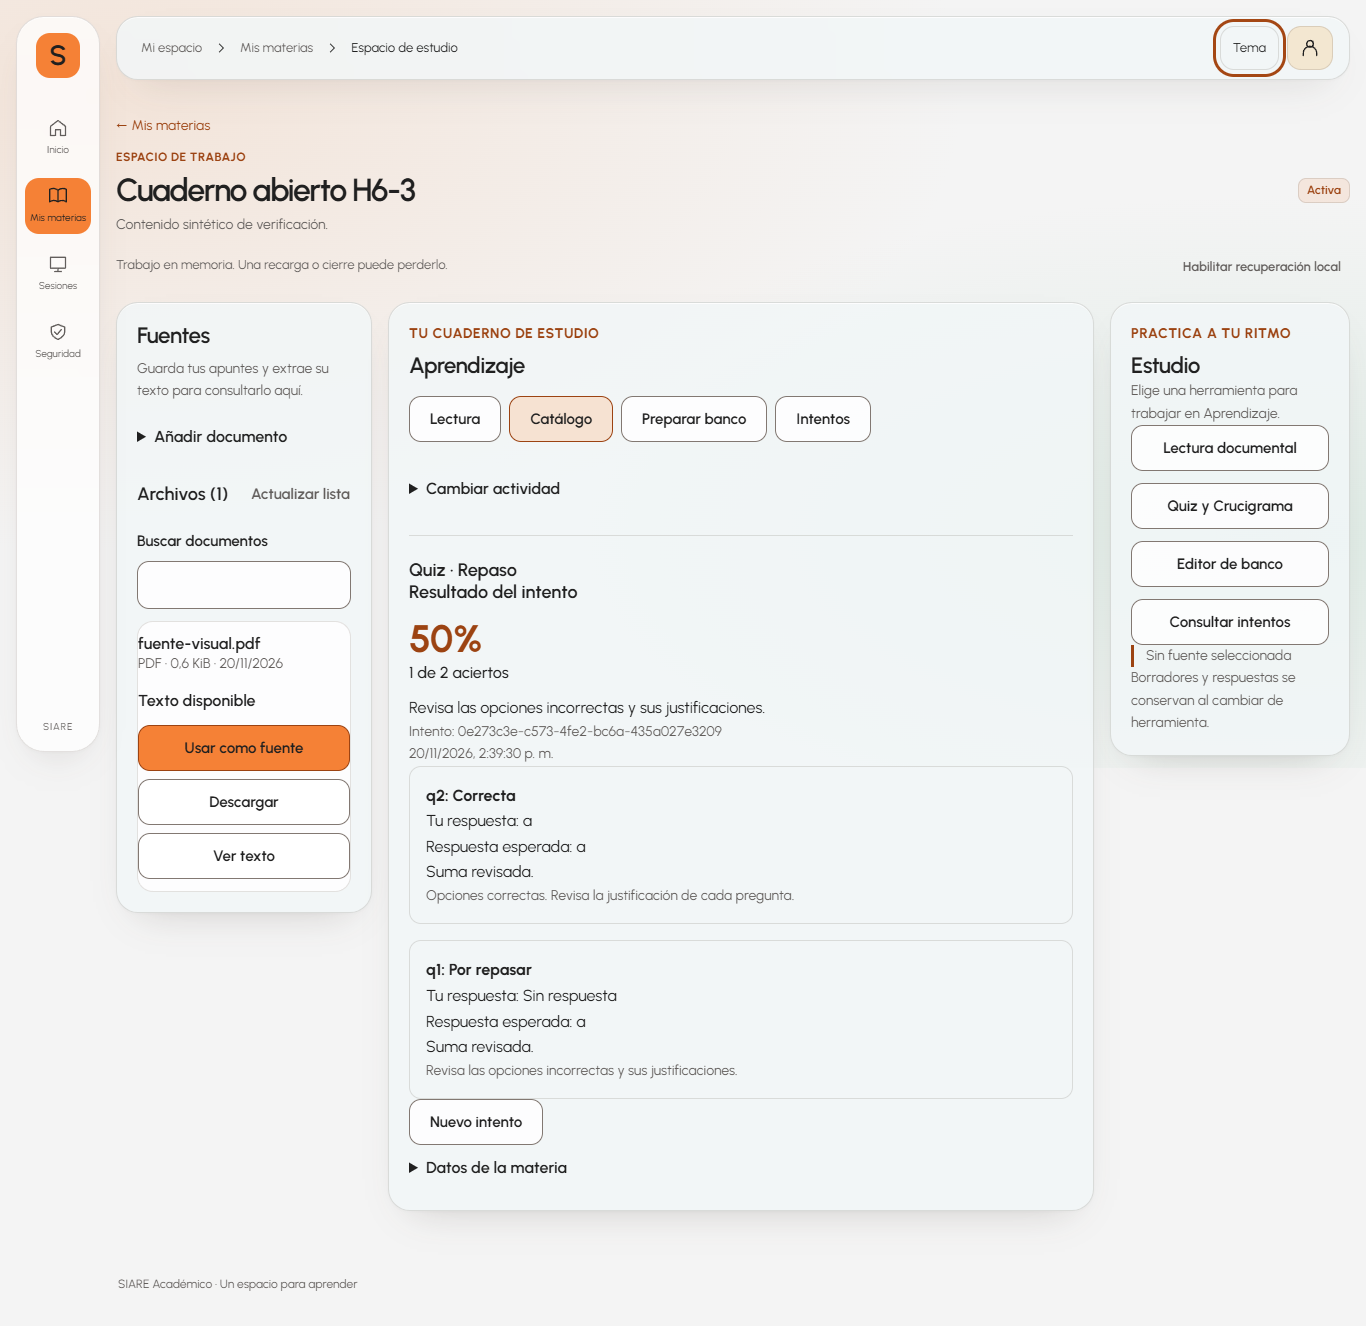 S
Inicio
Mis materias
Sesiones
Seguridad
SIARE
Mi espacio > Mis materias > Espacio de estudio
Tema
← Mis materias
ESPACIO DE TRABAJO
Cuaderno abierto H6-3
Activa
Contenido sintético de verificación.
Trabajo en memoria. Una recarga o cierre puede perderlo.
Habilitar recuperación local
Fuentes
Guarda tus apuntes y extrae su
texto para consultarlo aquí.
Añadir documento
Archivos (1)
Actualizar lista
Buscar documentos
fuente-visual.pdf
PDF · 0,6 KiB · 20/11/2026
Texto disponible
Usar como fuente
Descargar
Ver texto
TU CUADERNO DE ESTUDIO
Aprendizaje
Lectura
Catálogo
Preparar banco
Intentos
Cambiar actividad
Quiz · Repaso
Resultado del intento
50%
1 de 2 aciertos
Revisa las opciones incorrectas y sus justificaciones.
Intento: 0e273c3e-c573-4fe2-bc6a-435a027e3209
20/11/2026, 2:39:30 p. m.
q2: Correcta
Tu respuesta: a
Respuesta esperada: a
Suma revisada.
Opciones correctas. Revisa la justificación de cada pregunta.
q1: Por repasar
Tu respuesta: Sin respuesta
Respuesta esperada: a
Suma revisada.
Revisa las opciones incorrectas y sus justificaciones.
Nuevo intento
Datos de la materia
PRACTICA A TU RITMO
Estudio
Elige una herramienta para
trabajar en Aprendizaje.
Lectura documental
Quiz y Crucigrama
Editor de banco
Consultar intentos
Sin fuente seleccionada
Borradores y respuestas se
conservan al cambiar de
herramienta.
SIARE Académico · Un espacio para aprender